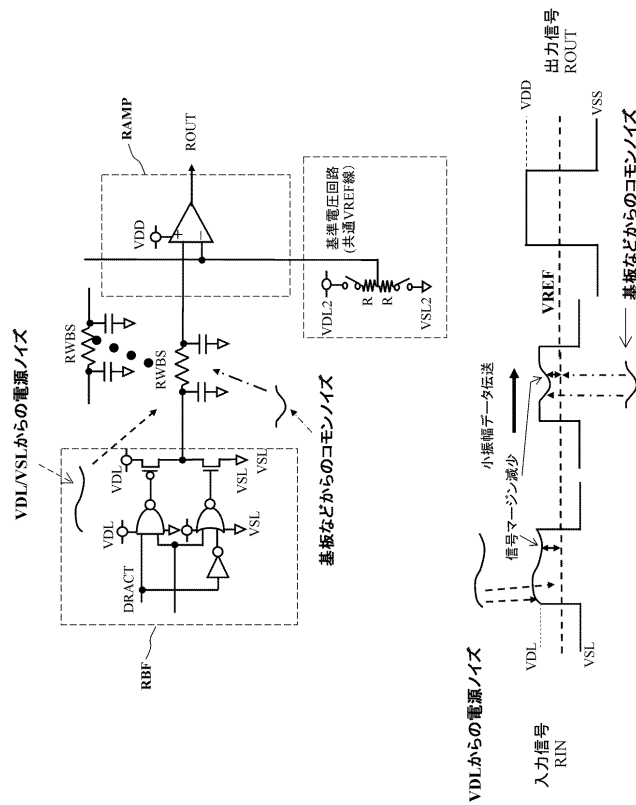 VDL/VSLからの電源ノイズ
RBF
DRACT
VDL
VDL
VSL
VSL
VSL
RWBS
RWBS
基板などからのコモンノイズ
RAMP
VDD
+
−
ROUT
基準電圧回路
(共通VREF線)
VDL2
R
R
VSL2
VDLからの電源ノイズ
入力信号
RIN
VDL
VSL
信号マージン減少
小振幅データ伝送
VREF
VDD
VSS
出力信号
ROUT
基板などからのコモンノイズ